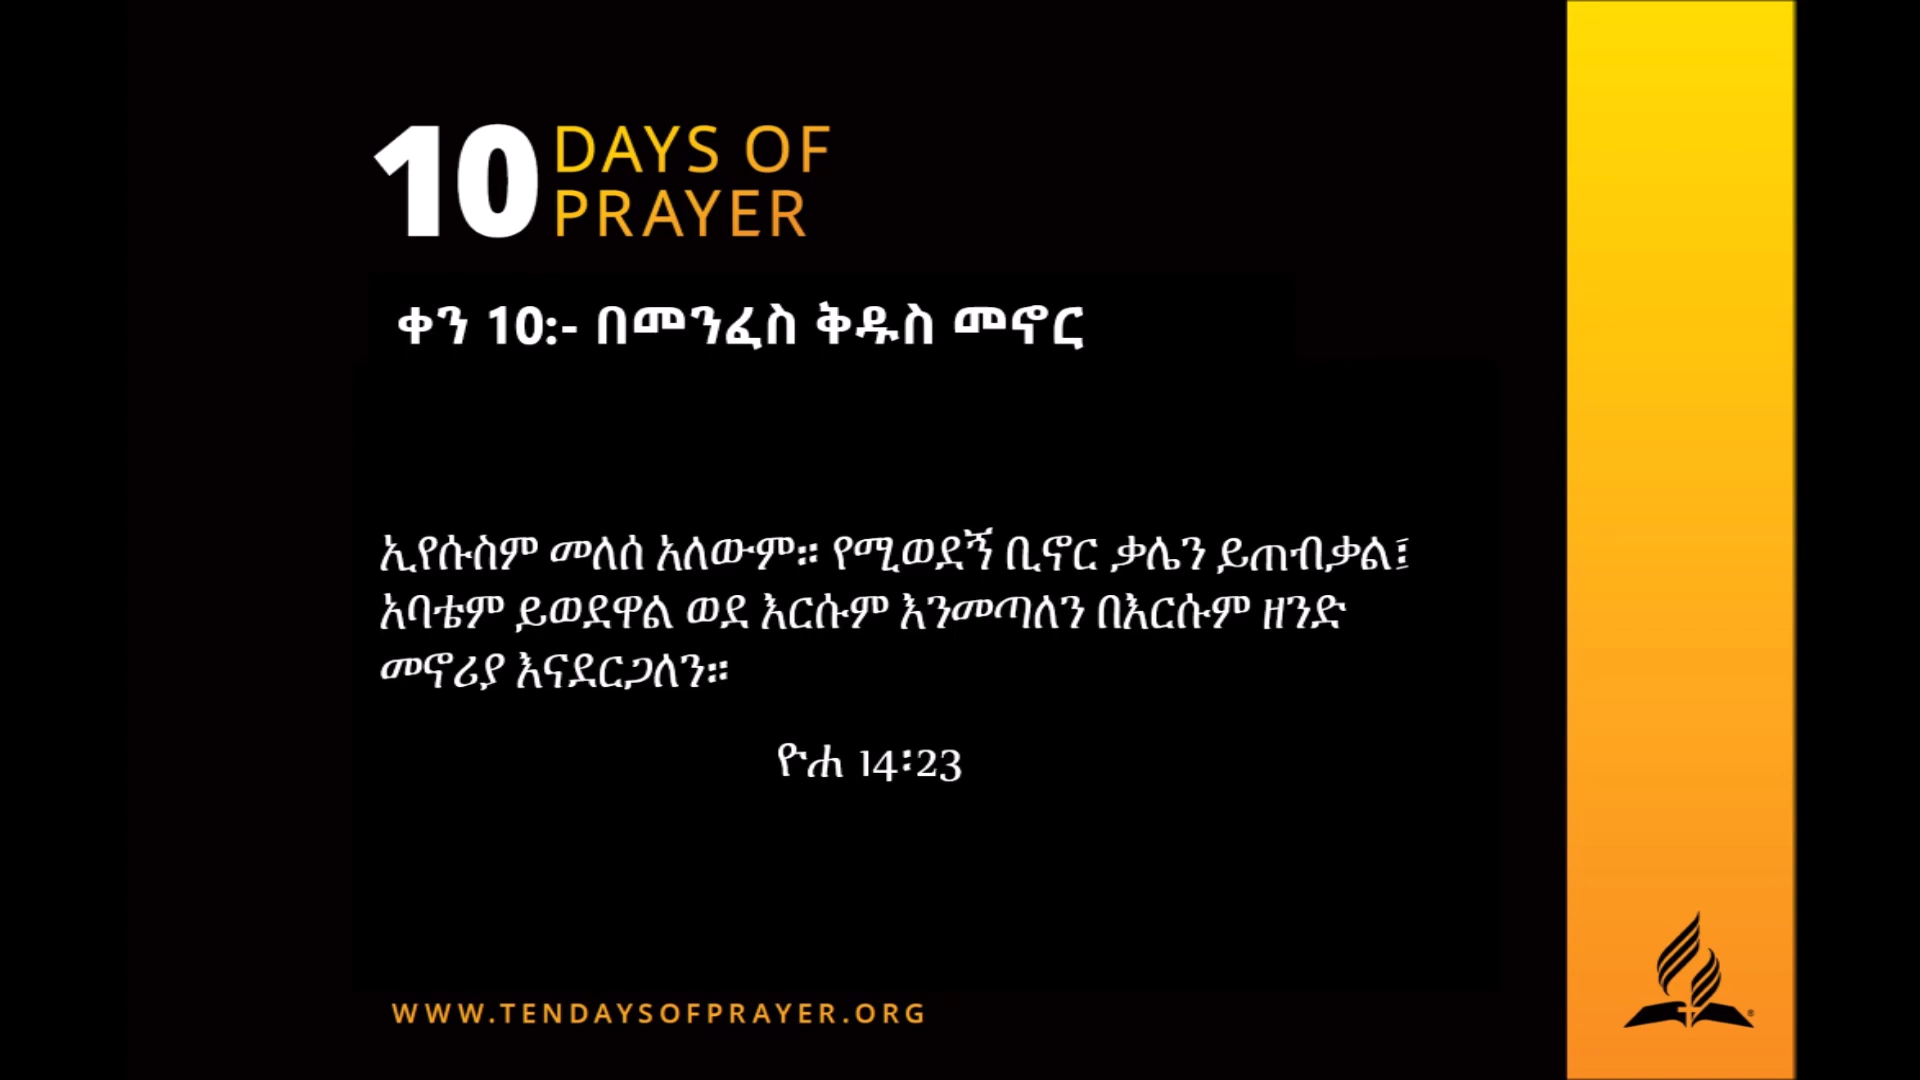 10 DAYS OF
PRAYER
ቀን 10:- በመንፈስ ቅዱስ መኖር
ኢየሱስም መለሰ አለውም። የሚወደኝ ቢኖር ቃሌን ይጠብቃል፤
አባቴም ይወደዋል ወደ እርሱም እንመጣለን በእርሱም ዘንድ
መኖሪያ እናደርጋለን።
ዮሐ 14፡23
WWW.TENDAYSOFPRAYER.ORG